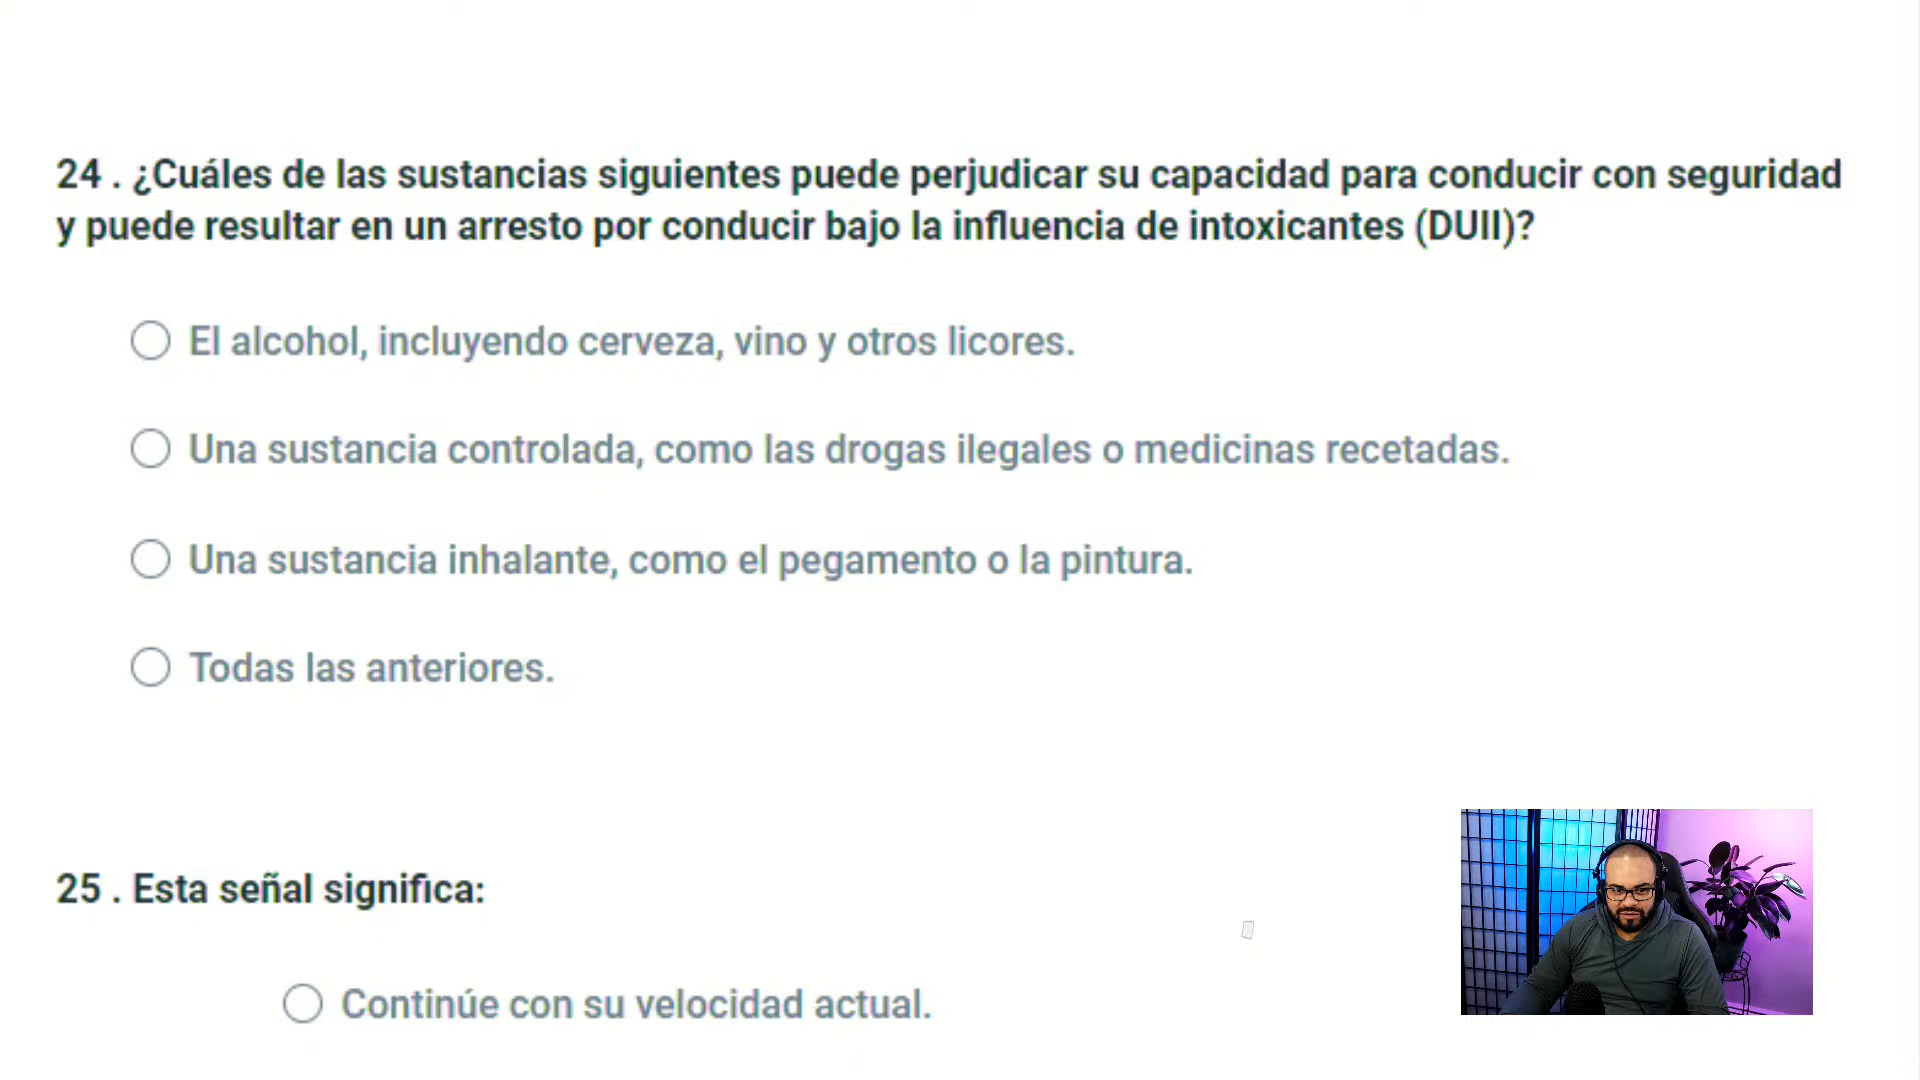 24 . ¿Cuáles de las sustancias siguientes puede perjudicar su capacidad para conducir con seguridad
y puede resultar en un arresto por conducir bajo la influencia de intoxicantes (DUII)?
El alcohol, incluyendo cerveza, vino y otros licores.
Una sustancia controlada, como las drogas ilegales o medicinas recetadas.
Una sustancia inhalante, como el pegamento o la pintura.
Todas las anteriores.
25 . Esta señal significa:
Continúe con su velocidad actual.